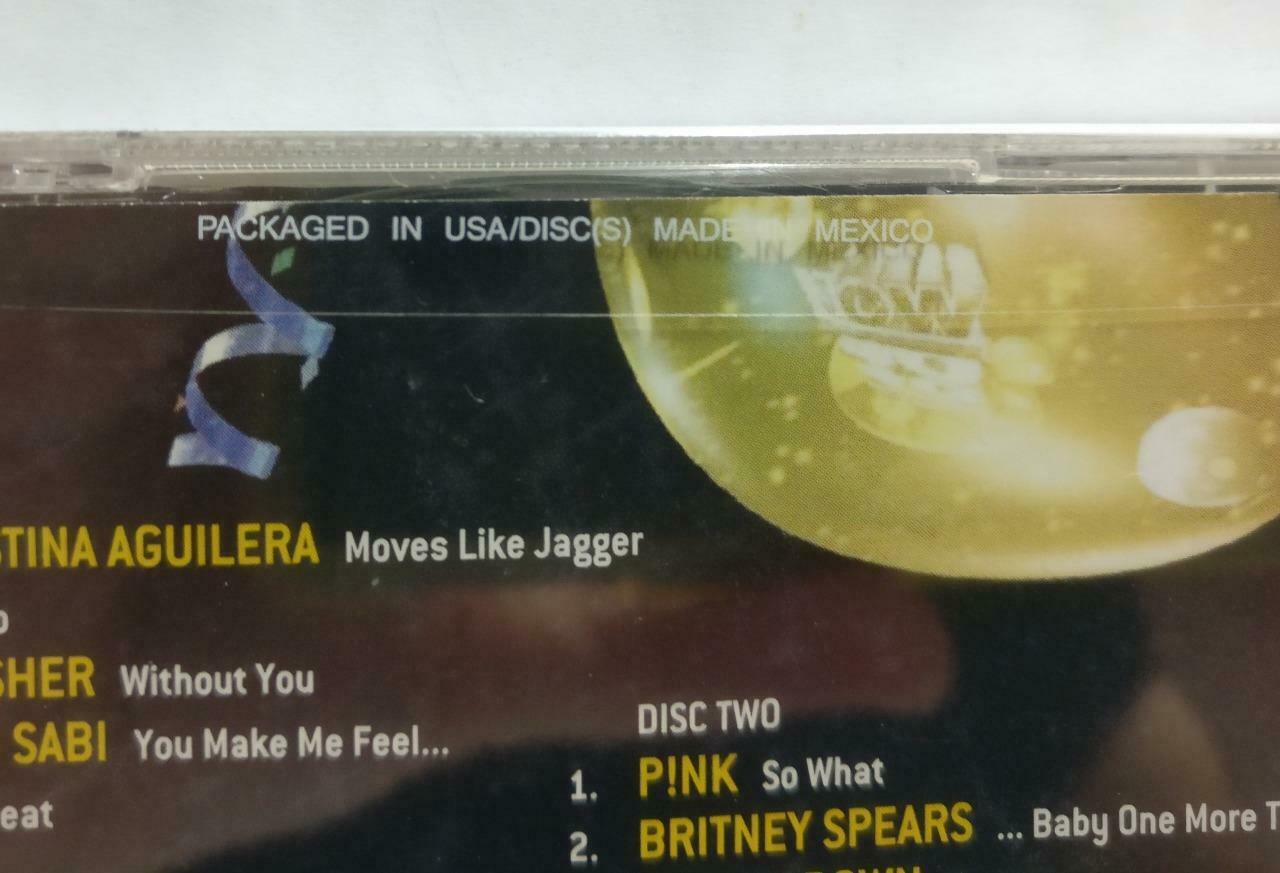 PACKAGED IN USA/DISC(S) MADE IN MEXICO
STINA AGUILERA Moves Like Jagger
SHER Without You
SABI You Make Me Feel...
eat
DISC TWO
1. P!NK So What
2. BRITNEY SPEARS ... Baby One More T